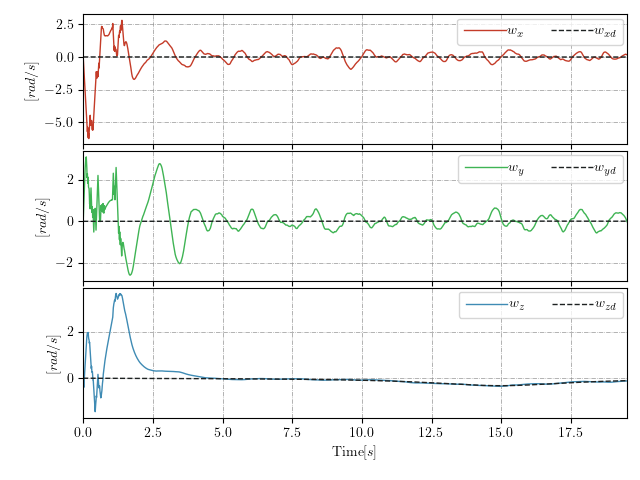 2.5
0.0
−2.5
−5.0
[rad/s]
w_x w_xd
2
0
−2
[rad/s]
w_y w_yd
2
0
[rad/s]
w_z w_zd
0.0 2.5 5.0 7.5 10.0 12.5 15.0 17.5
Time[s]